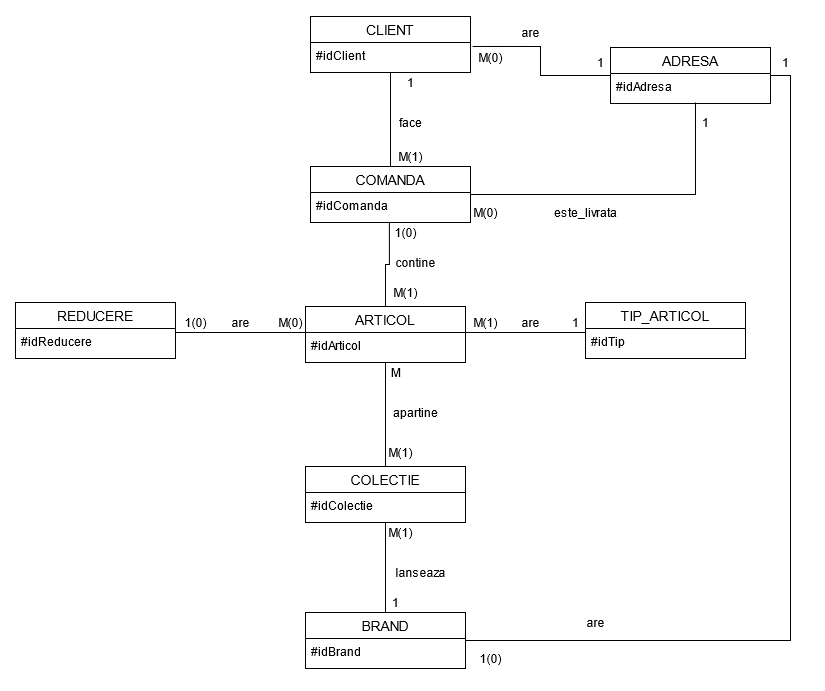 CLIENT
#idClient
are
M(0)
1
ADRESA
#idAdresa
1
1
face
M(1)
1
COMANDA
#idComanda
M(0)
este_livrata
1(0)
contine
M(1)
REDUCERE
#idReducere
1(0)
are
M(0)
ARTICOL
#idArticol
M(1)
are
1
TIP_ARTICOL
#idTip
M
apartine
M(1)
COLECTIE
#idColectie
M(1)
lanseaza
1
BRAND
#idBrand
are
1(0)